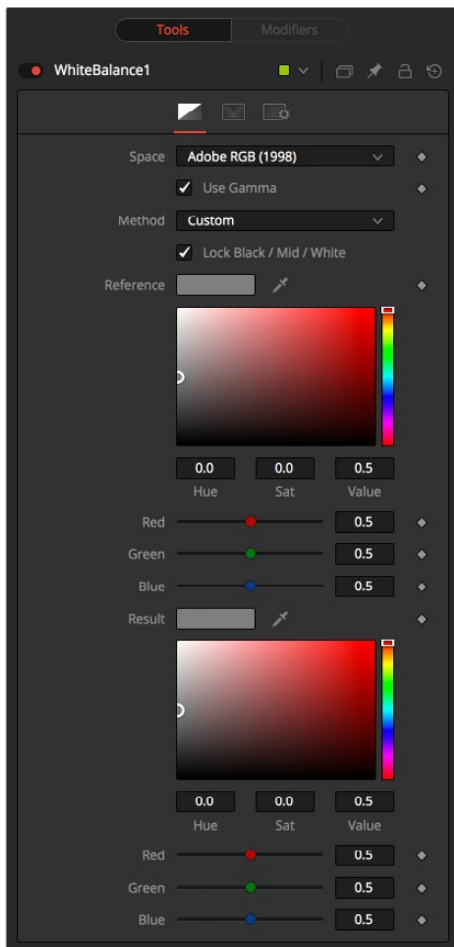 Tools Modifiers
WhiteBalance1
Space Adobe RGB (1998)
Use Gamma
Method Custom
Lock Black / Mid / White
Reference
0.0 0.0 0.5
Hue Sat Value
Red 0.5
Green 0.5
Blue 0.5
Result
0.0 0.0 0.5
Hue Sat Value
Red 0.5
Green 0.5
Blue 0.5